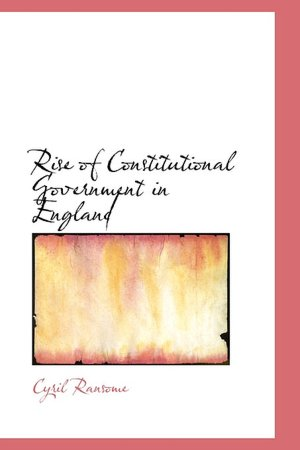 Rise of Constitutional
Government in
England
Cyril Ransome